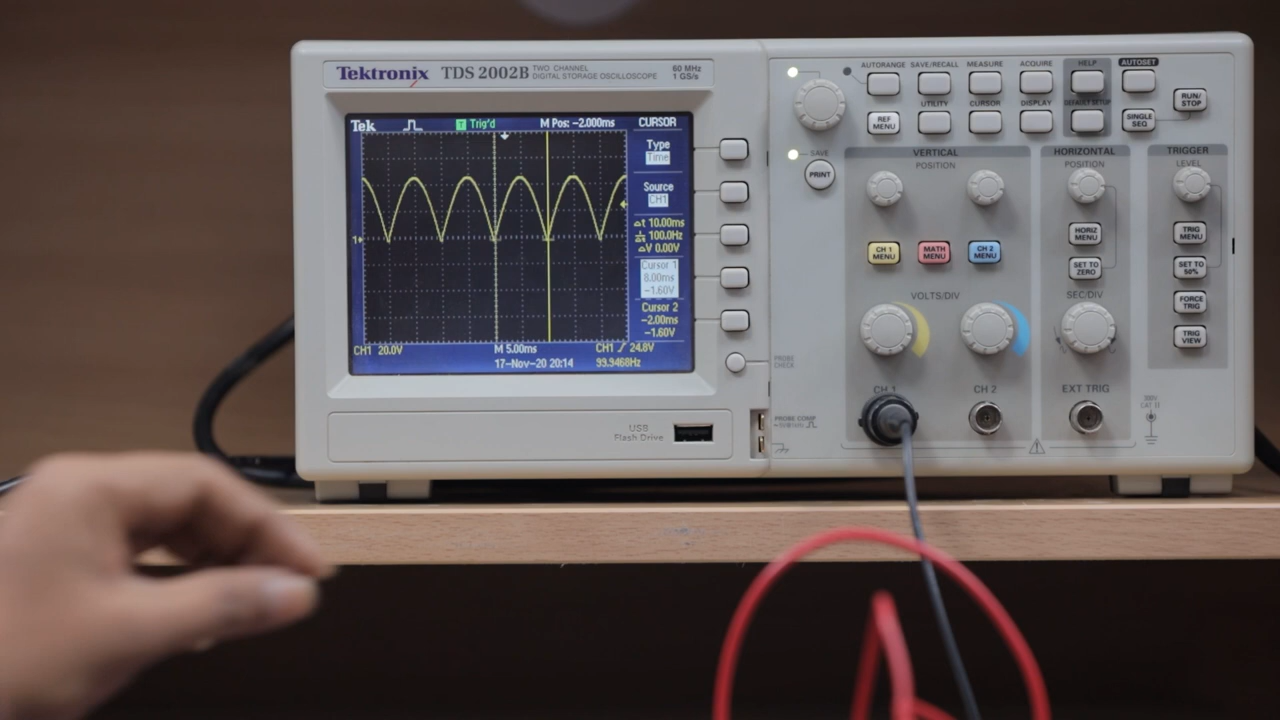 Tektronix TDS 2002B TWO CHANNEL DIGITAL STORAGE OSCILLOSCOPE 60 MHz 1 GS/s
Tek T Trig'd M Pos: -2.000ms CURSOR
Type
Time
Source
CH1
Δt 10.00ms
100.0Hz
ΔV 0.00V
Cursor 1
8.00ms
-1.60V
Cursor 2
-2.00ms
-1.60V
1
CH1 20.0V M 5.00ms CH1 / 24.8V
17-Nov-20 20:14 99.9468Hz
USB
Flash Drive
AUTORANGE SAVE/RECALL MEASURE ACQUIRE HELP AUTOSET
UTILITY CURSOR DISPLAY DEFAULT SETUP
REF MENU
SINGLE SEQ
RUN/STOP
SAVE
PRINT
VERTICAL HORIZONTAL TRIGGER
POSITION POSITION LEVEL
CH 1 MENU MATH MENU CH 2 MENU HORIZ MENU TRIG MENU
SET TO ZERO SET TO 50%
VOLTS/DIV SEC/DIV FORCE TRIG
TRIG VIEW
PROBE CHECK
CH 1 CH 2 EXT TRIG
300V CAT II
PROBE COMP